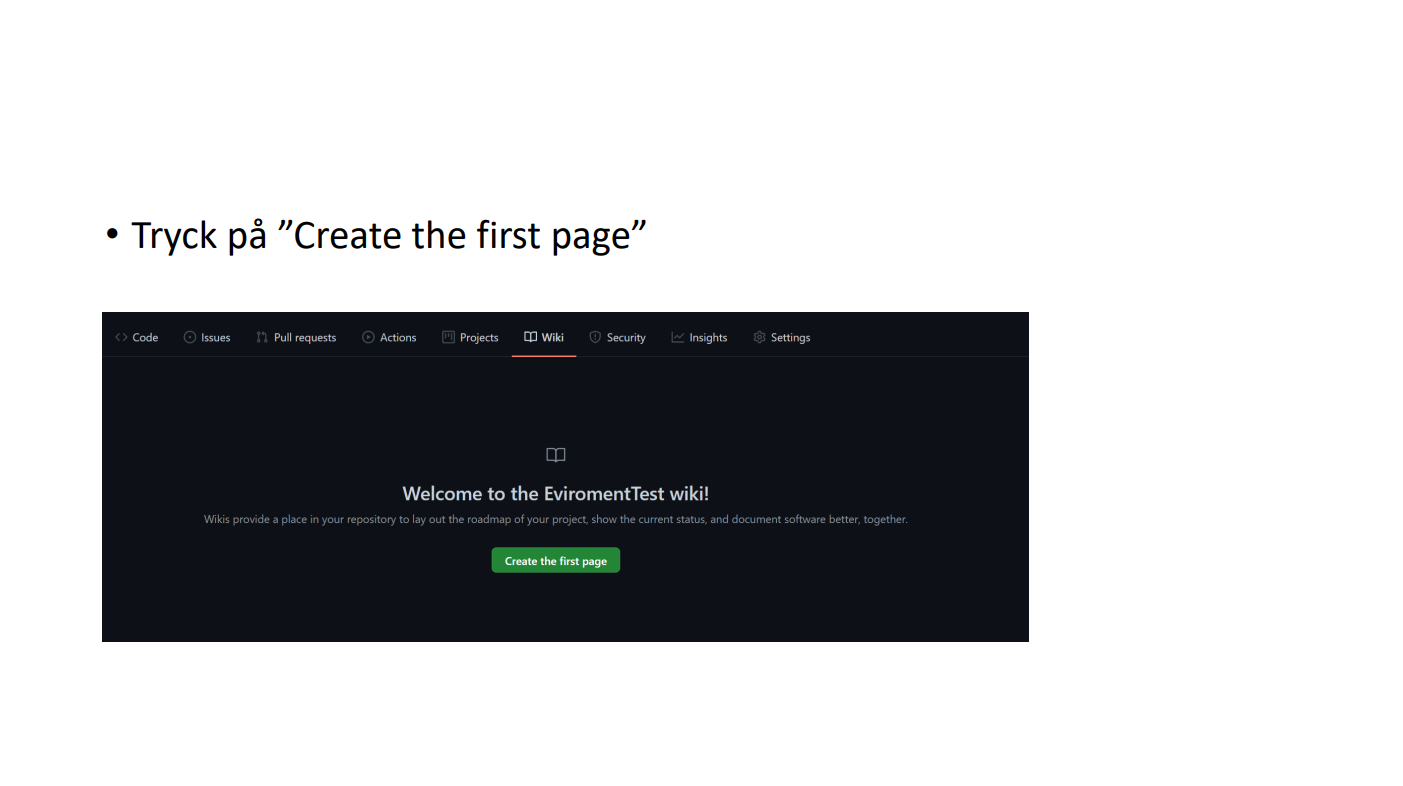 • Tryck på ”Create the first page”
Code Issues Pull requests Actions Projects Wiki Security Insights Settings
Welcome to the EviromentTest wiki!
Wikis provide a place in your repository to lay out the roadmap of your project, show the current status, and document software better, together.
Create the first page